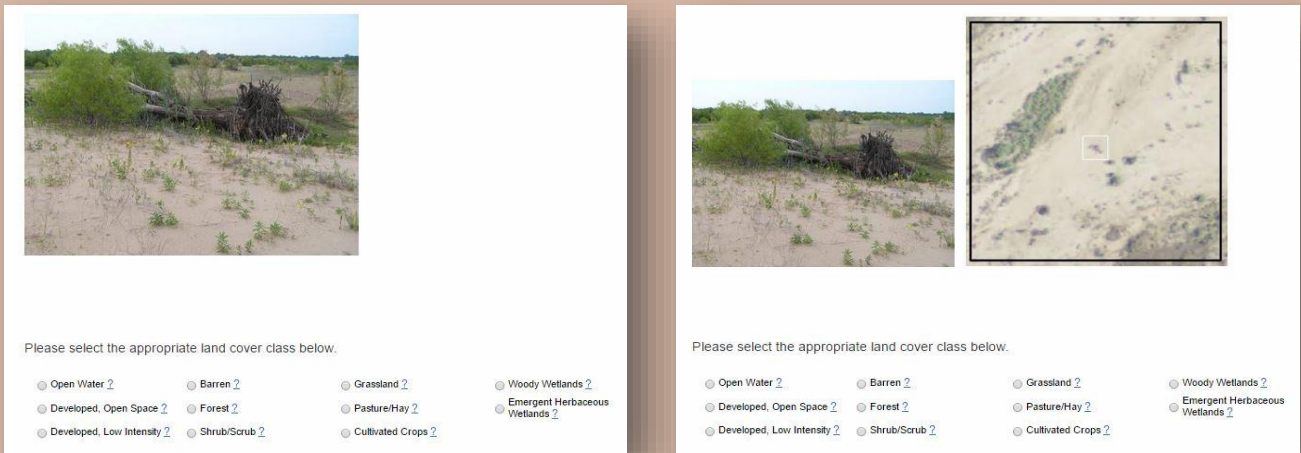 Please select the appropriate land cover class below.
Open Water ?
Barren ?
Grassland ?
Woody Wetlands ?
Developed, Open Space ?
Forest ?
Pasture/Hay ?
Emergent Herbaceous
Wetlands ?
Developed, Low Intensity ?
Shrub/Scrub ?
Cultivated Crops ?
Please select the appropriate land cover class below.
Open Water ?
Barren ?
Grassland ?
Woody Wetlands ?
Developed, Open Space ?
Forest ?
Pasture/Hay ?
Emergent Herbaceous
Wetlands ?
Developed, Low Intensity ?
Shrub/Scrub ?
Cultivated Crops ?